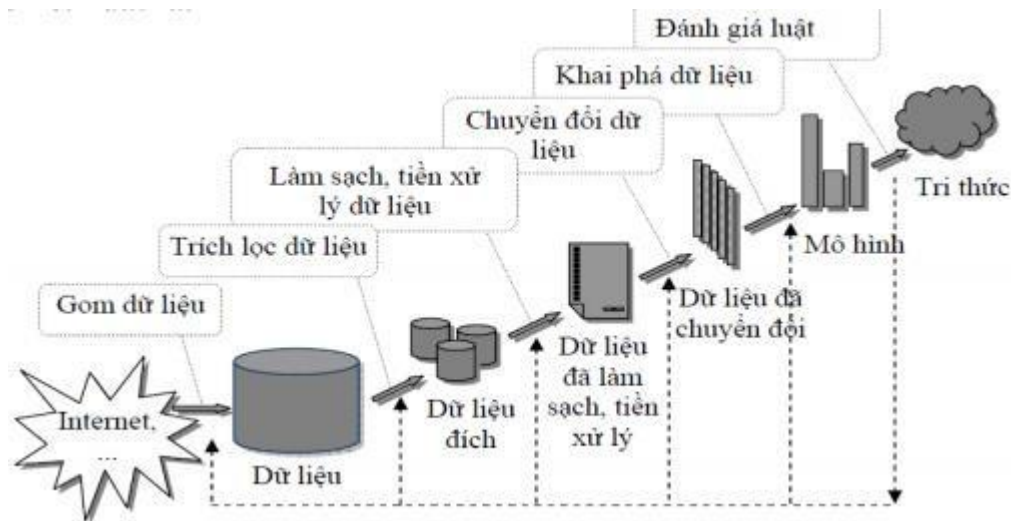 Đánh giá luật
Khai phá dữ liệu
Chuyển đổi dữ
liệu
Làm sạch, tiền xử
lý dữ liệu
Trích lọc dữ liệu
Gom dữ liệu
Internet,
...
Dữ liệu
Dữ liệu
đích
Dữ liệu
đã làm
sạch, tiền
xử lý
Dữ liệu đã
chuyển đổi
Mô hình
Tri thức